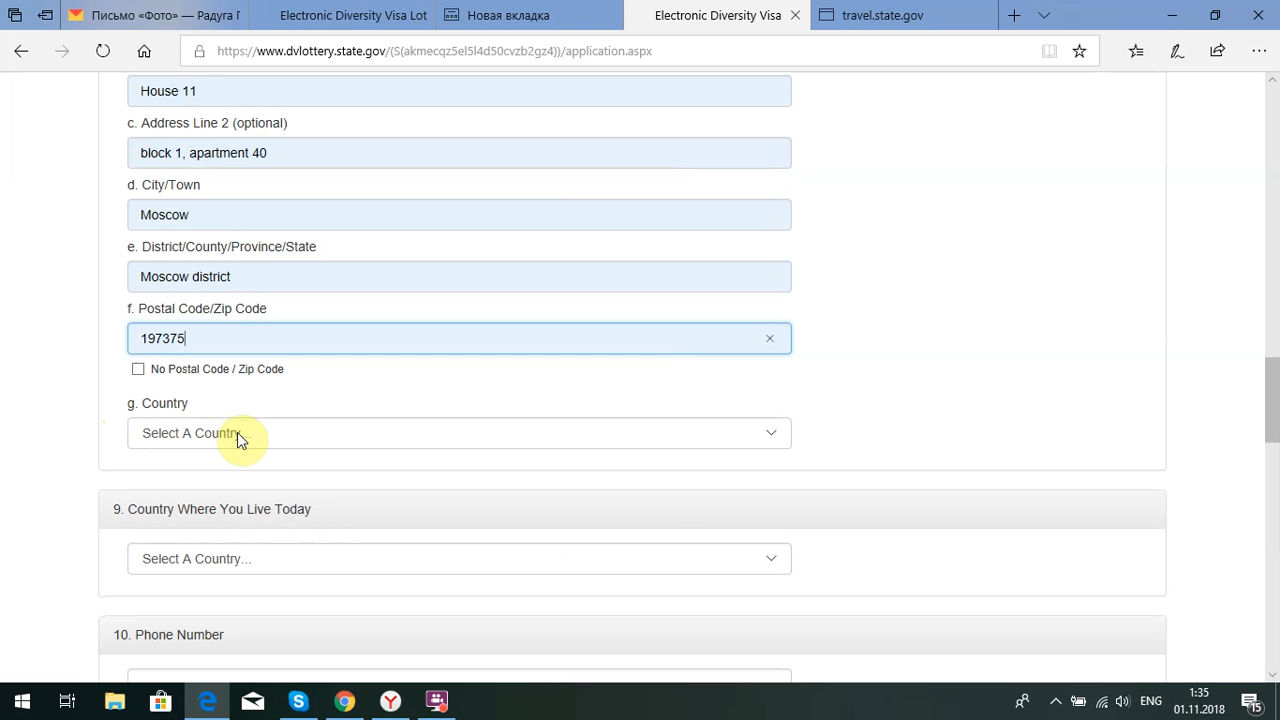 Письмо «Фото» — Радуга Г
Electronic Diversity Visa Lot
Новая вкладка
Electronic Diversity Visa
travel.state.gov
https://www.dvlottery.state.gov/(S(akmecqz5el5l4d50cvzb2gz4))/application.aspx
House 11
c. Address Line 2 (optional)
block 1, apartment 40
d. City/Town
Moscow
e. District/County/Province/State
Moscow district
f. Postal Code/Zip Code
197375
No Postal Code / Zip Code
g. Country
Select A Country...
9. Country Where You Live Today
Select A Country...
10. Phone Number
ENG
1:35
01.11.2018
15